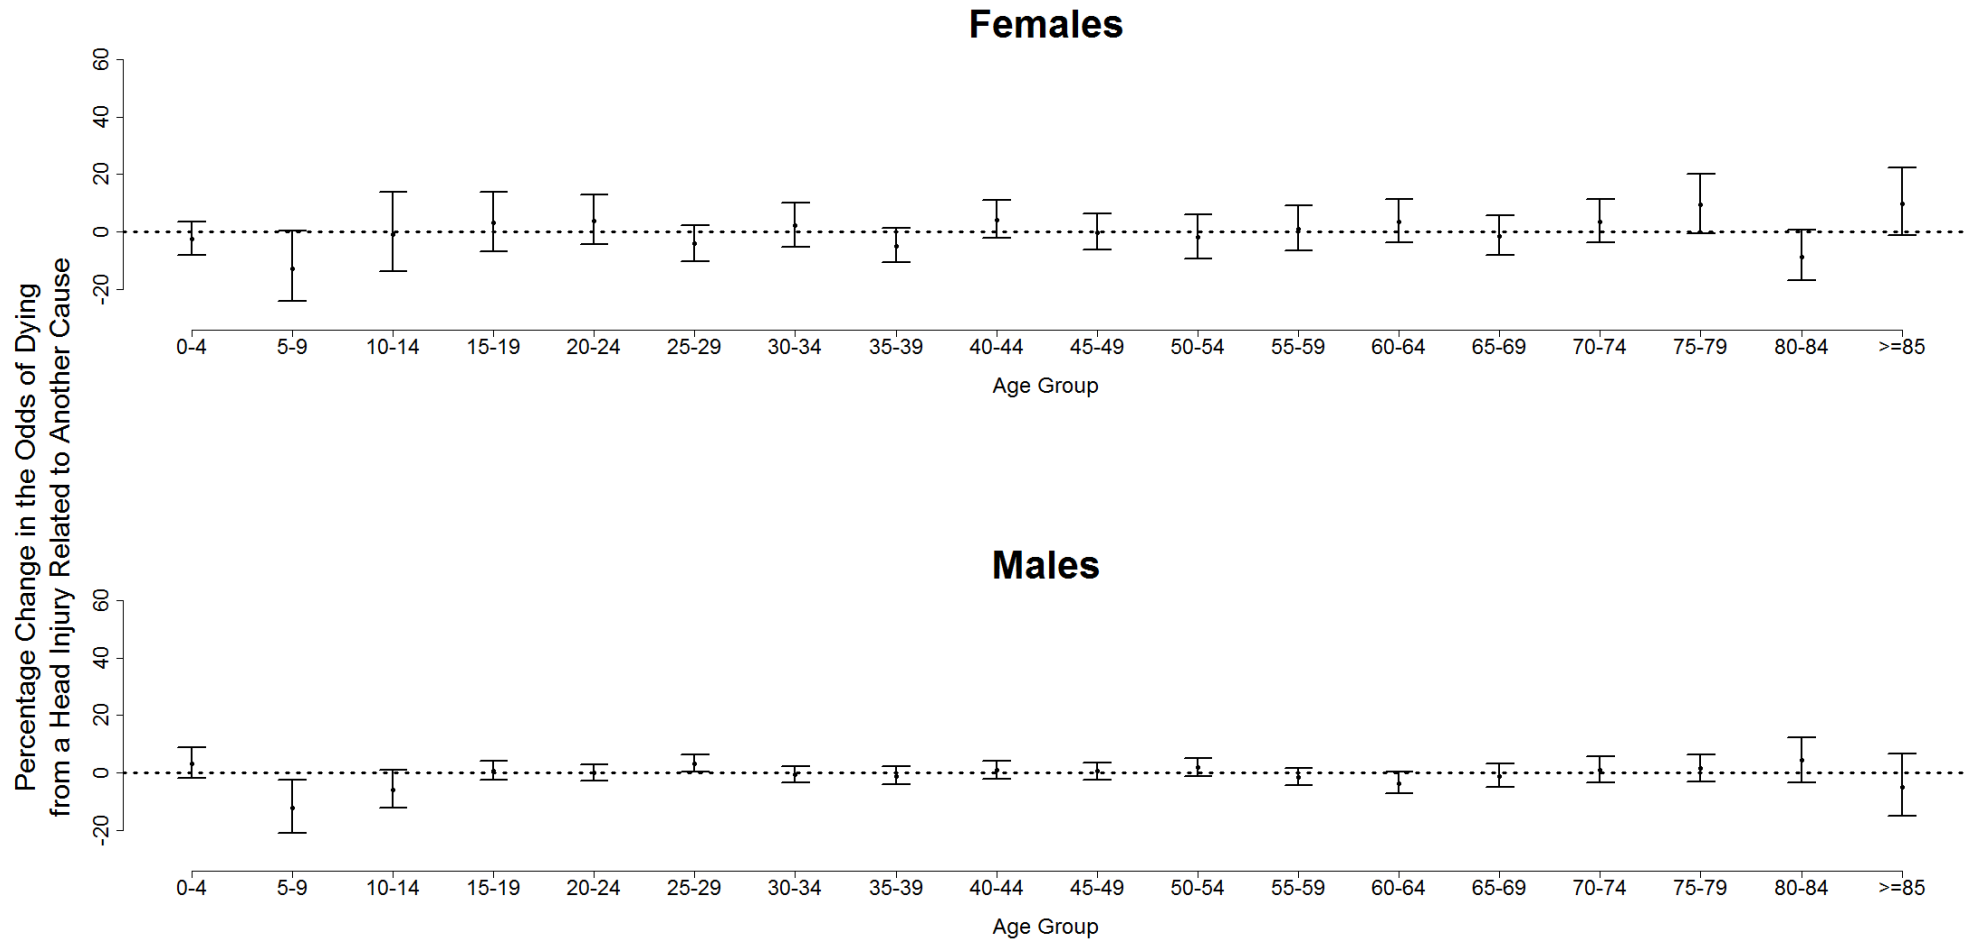 Females
60
40
20
0
-20
0-4 5-9 10-14 15-19 20-24 25-29 30-34 35-39 40-44 45-49 50-54 55-59 60-64 65-69 70-74 75-79 80-84 >=85
Age Group
Percentage Change in the Odds of Dying
from a Head Injury Related to Another Cause
Males
60
40
20
0
-20
0-4 5-9 10-14 15-19 20-24 25-29 30-34 35-39 40-44 45-49 50-54 55-59 60-64 65-69 70-74 75-79 80-84 >=85
Age Group